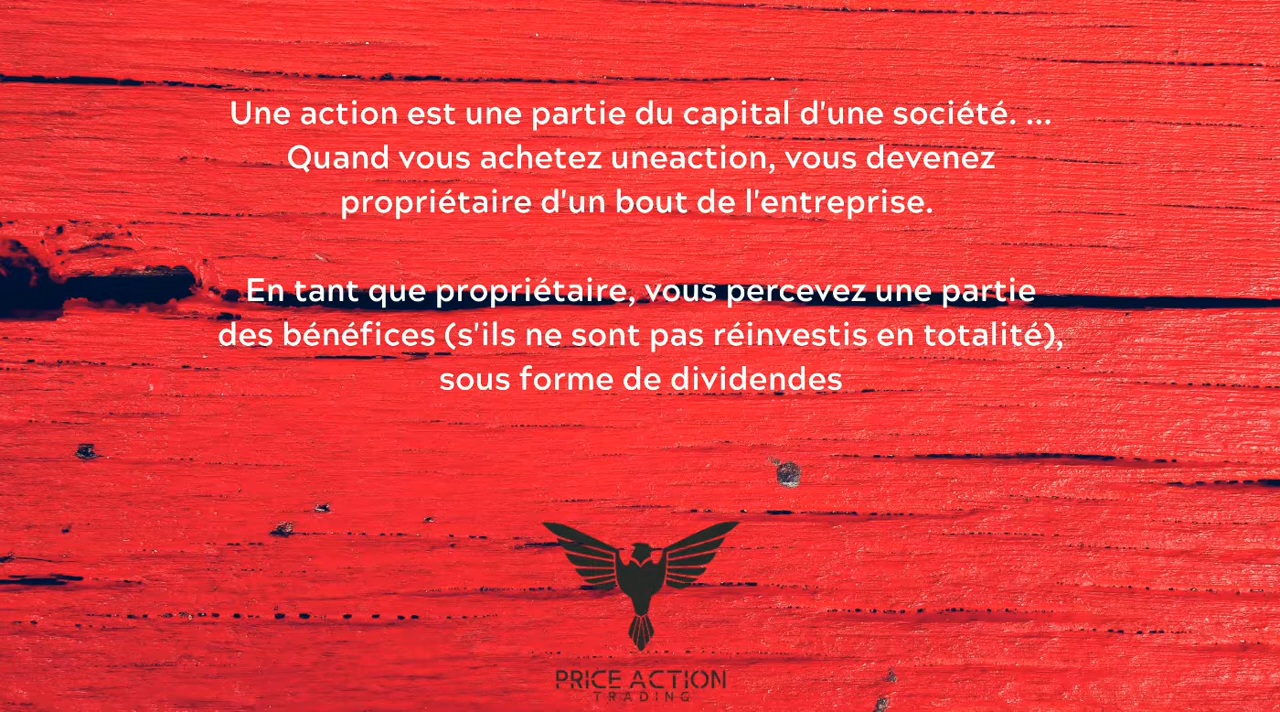 Une action est une partie du capital d'une société. ...
Quand vous achetez uneaction, vous devenez
propriétaire d'un bout de l'entreprise.
En tant que propriétaire, vous percevez une partie
des bénéfices (s'ils ne sont pas réinvestis en totalité),
sous forme de dividendes
PRICE ACTION
TRADING